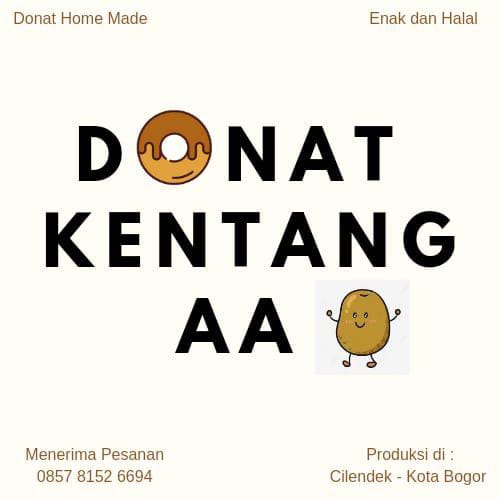 Donat Home Made
Enak dan Halal
DONAT
KENTANG
AA
Menerima Pesanan
0857 8152 6694
Produksi di :
Cilendek - Kota Bogor